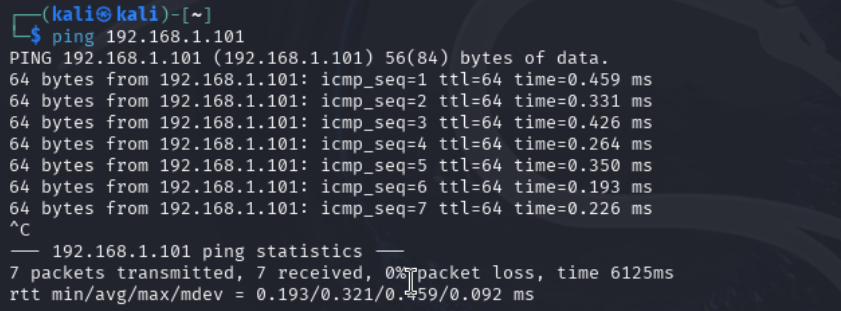 ┌──(kali㉿kali)-[~]
└─$ ping 192.168.1.101
PING 192.168.1.101 (192.168.1.101) 56(84) bytes of data.
64 bytes from 192.168.1.101: icmp_seq=1 ttl=64 time=0.459 ms
64 bytes from 192.168.1.101: icmp_seq=2 ttl=64 time=0.331 ms
64 bytes from 192.168.1.101: icmp_seq=3 ttl=64 time=0.426 ms
64 bytes from 192.168.1.101: icmp_seq=4 ttl=64 time=0.264 ms
64 bytes from 192.168.1.101: icmp_seq=5 ttl=64 time=0.350 ms
64 bytes from 192.168.1.101: icmp_seq=6 ttl=64 time=0.193 ms
64 bytes from 192.168.1.101: icmp_seq=7 ttl=64 time=0.226 ms
^C
--- 192.168.1.101 ping statistics ---
7 packets transmitted, 7 received, 0% packet loss, time 6125ms
rtt min/avg/max/mdev = 0.193/0.321/0.459/0.092 ms